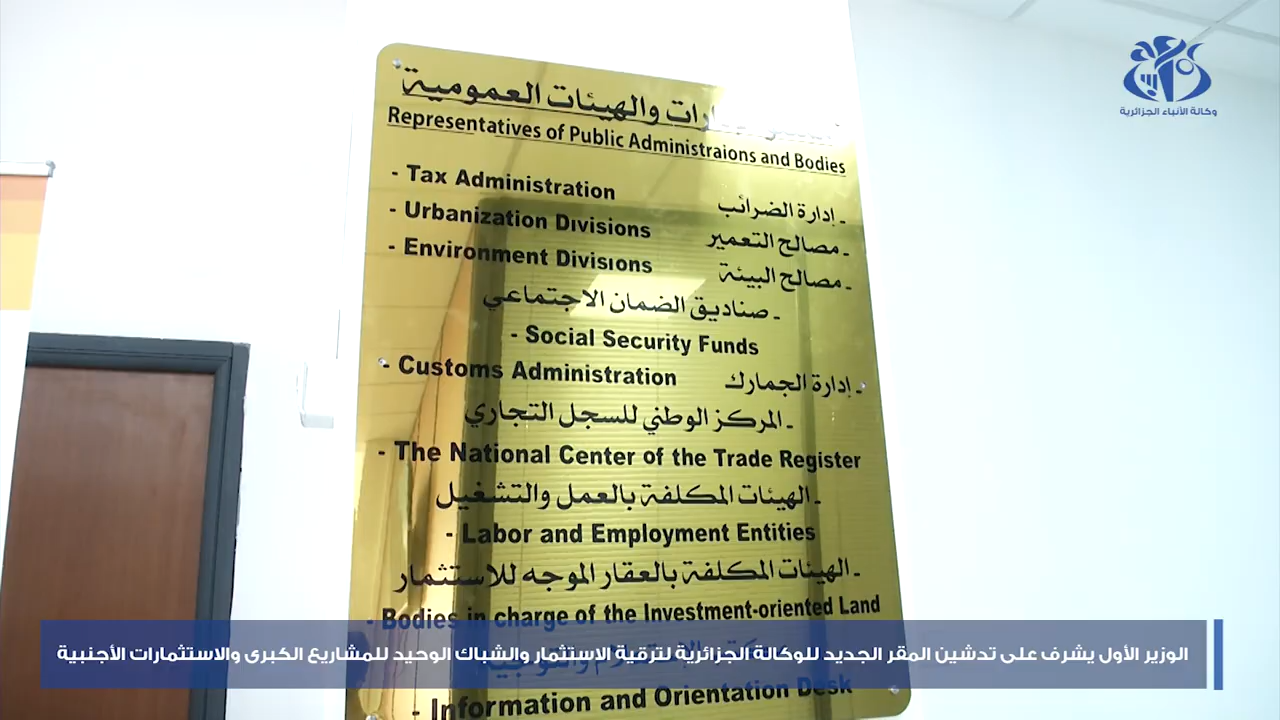 وكالة الأنباء الجزائرية
والهيئات العمومية
Representatives of Public Administraions and Bodies
- Tax Administration
- إدارة الضرائب
- Urbanization Divisions
- مصالح التعمير
- Environment Divisions
- مصالح البيئة
- صناديق الضمان الاجتماعي
- Social Security Funds
- Customs Administration
- إدارة الجمارك
- المركز الوطني للسجل التجاري
- The National Center of the Trade Register
- الهيئات المكلفة بالعمل والتشغيل
- Labor and Employment Entities
- الهيئات المكلفة بالعقار الموجه للاستثمار
- Bodies in charge of the Investment-oriented Land
الوزير الأول يشرف على تدشين المقر الجديد للوكالة الجزائرية لترقية الاستثمار والشباك الوحيد للمشاريع الكبرى والاستثمارات الأجنبية
- Information and Orientation Desk